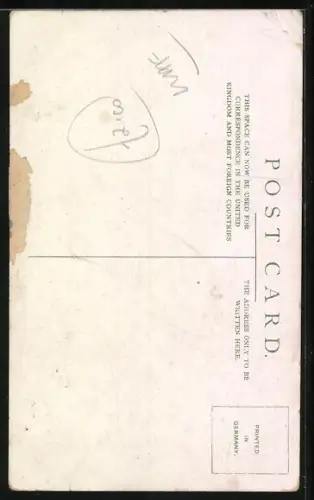 POST CARD.
THIS SPACE CAN NOW BE USED FOR
CORRESPONDENCE IN THE UNITED
KINGDOM AND MOST FOREIGN COUNTRIES
THE ADDRESS ONLY TO BE
WRITTEN HERE.
PRINTED
IN
GERMANY.